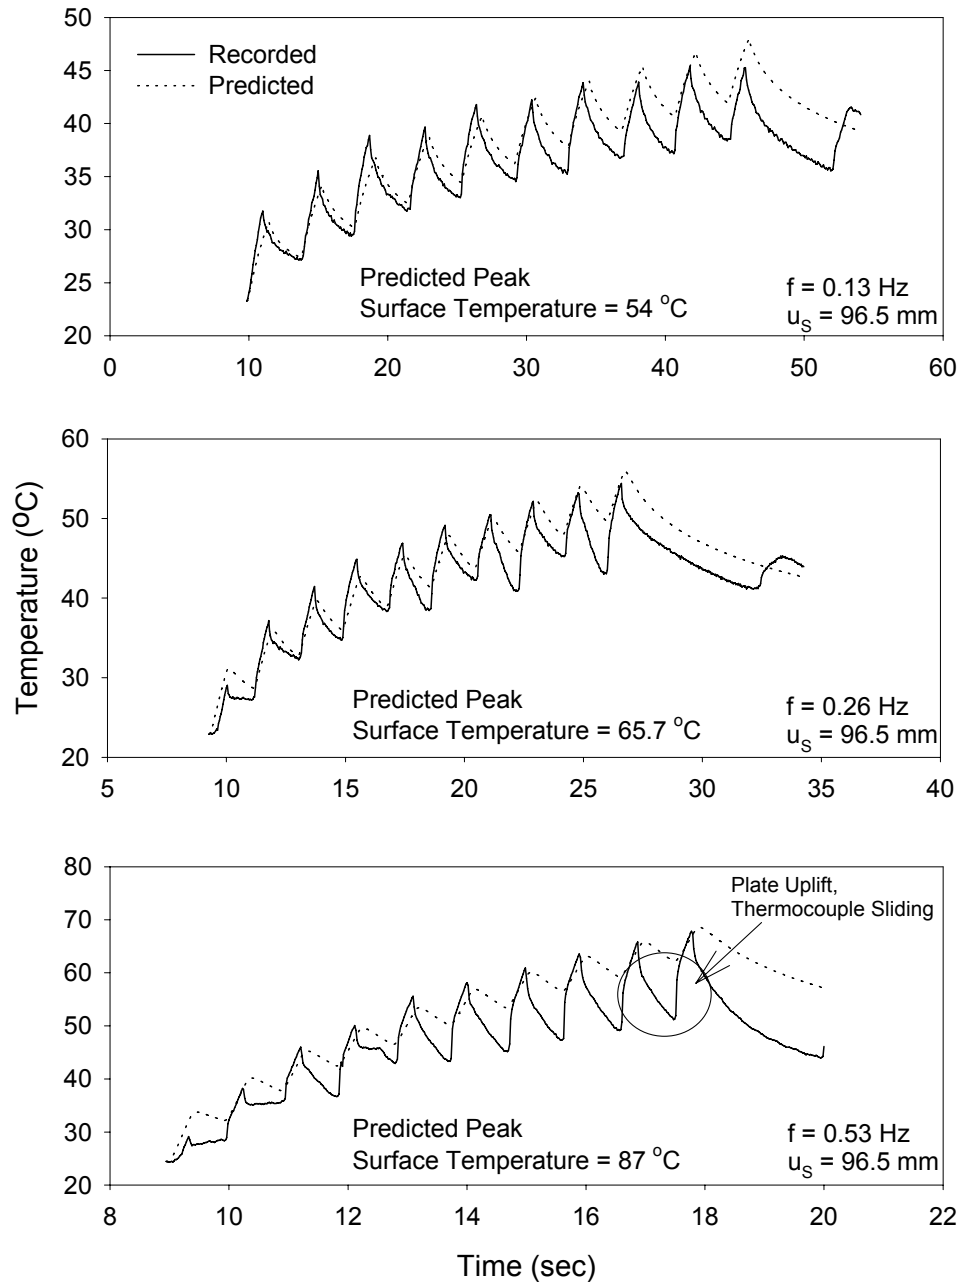 50
45
40
35
30
25
20
Recorded
Predicted
Predicted Peak
Surface Temperature = 54 °C
f = 0.13 Hz
uS = 96.5 mm
0 10 20 30 40 50 60
60
50
40
30
20
Predicted Peak
Surface Temperature = 65.7 °C
f = 0.26 Hz
uS = 96.5 mm
5 10 15 20 25 30 35 40
Temperature (°C)
80
70
60
50
40
30
20
Plate Uplift,
Thermocouple Sliding
Predicted Peak
Surface Temperature = 87 °C
f = 0.53 Hz
uS = 96.5 mm
8 10 12 14 16 18 20 22
Time (sec)